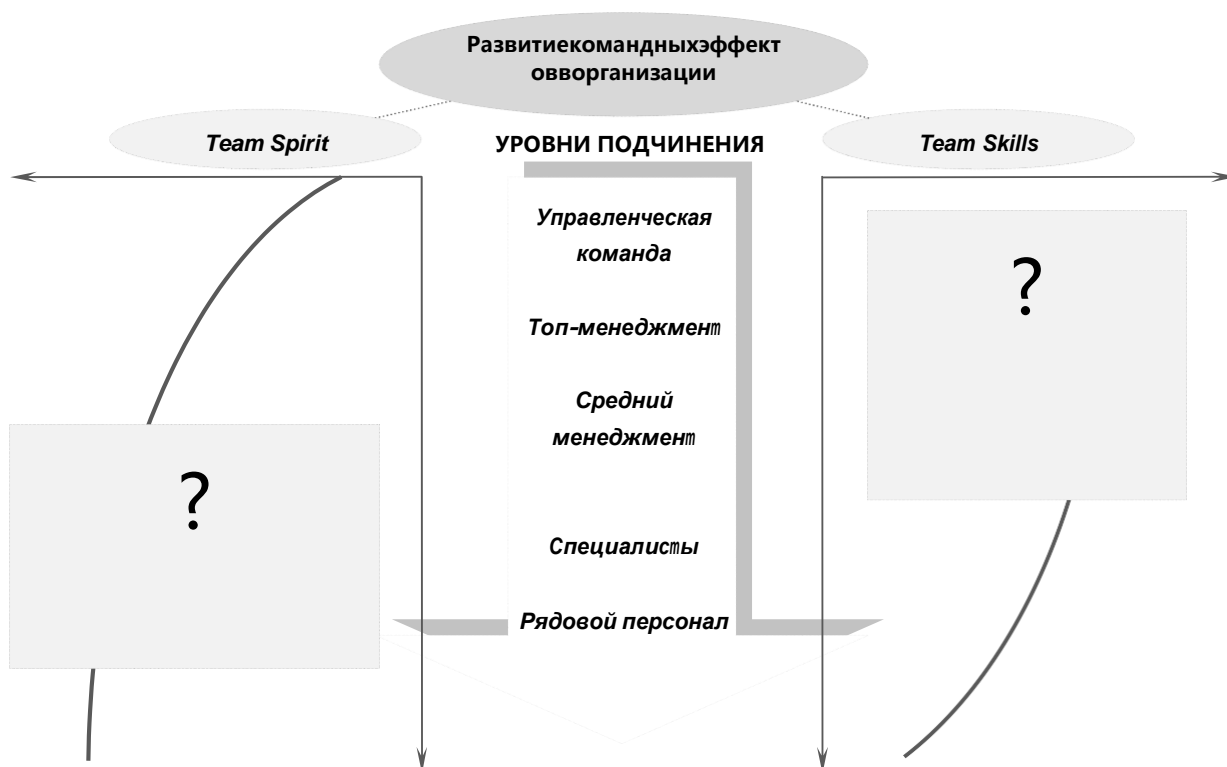 Развитиекомандныхэффект
овворганизации
Team Spirit
УРОВНИ ПОДЧИНЕНИЯ
Team Skills
Управленческая
команда
?
Топ-менеджмент
Средний
менеджмент
?
Специалисты
Рядовой персонал